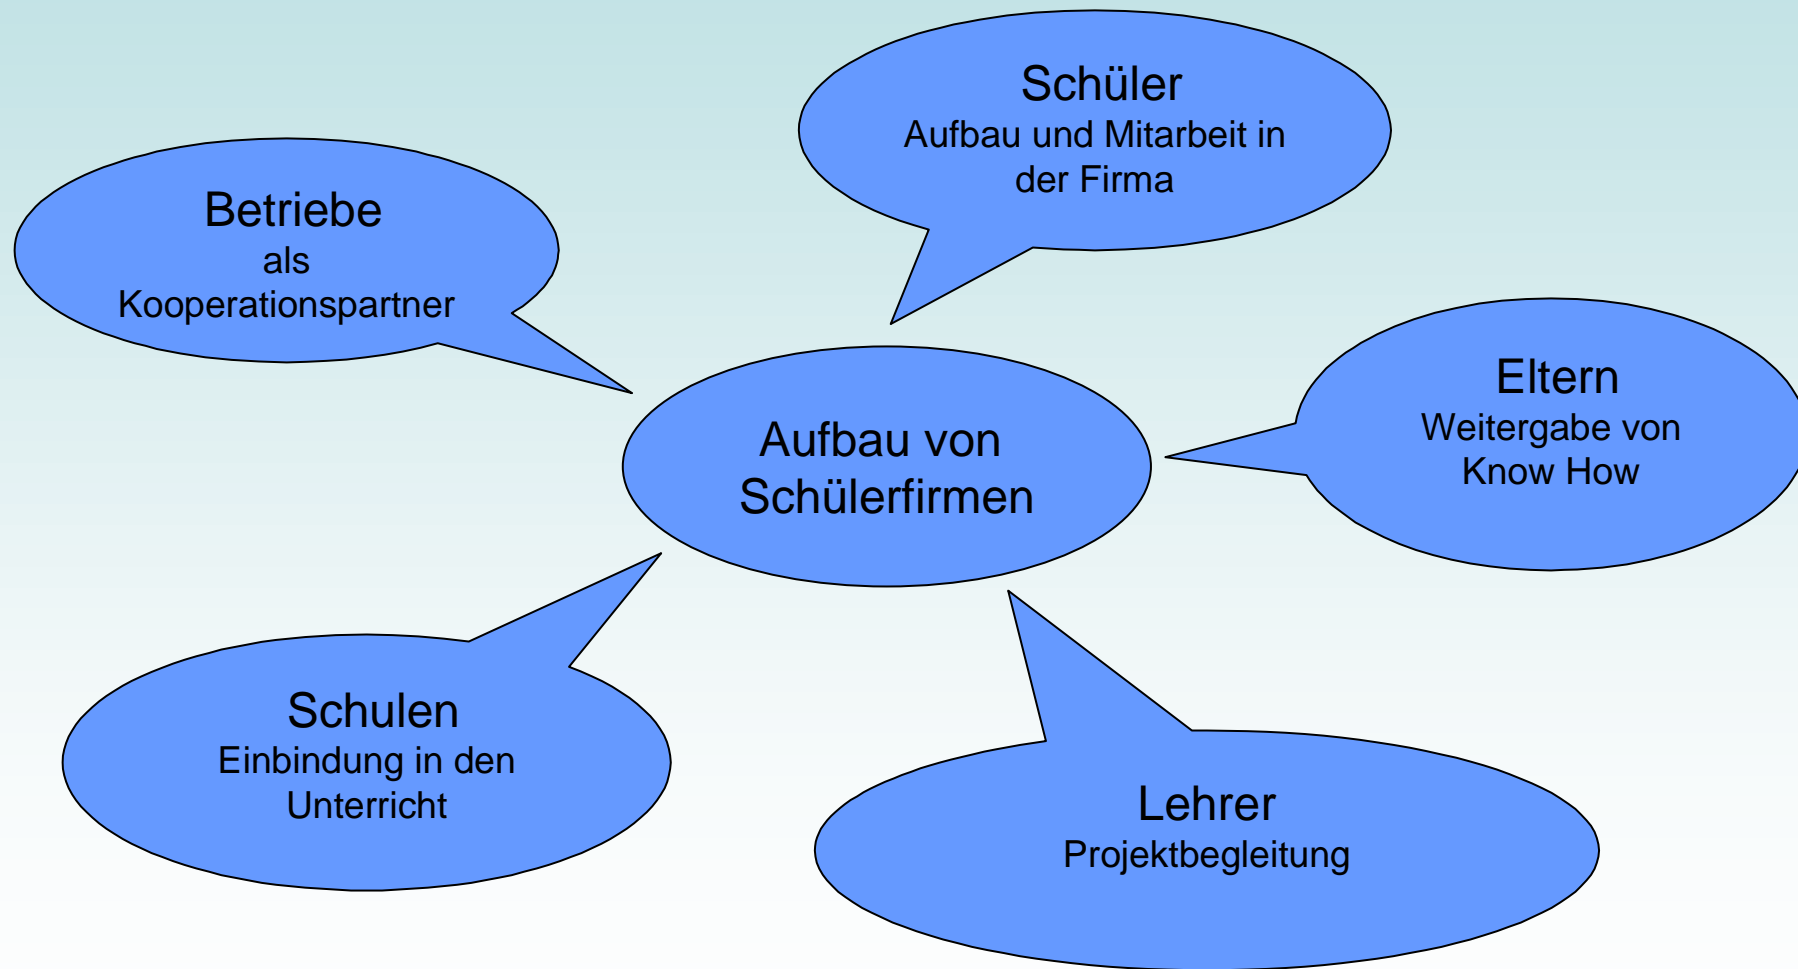 Schüler
Aufbau und Mitarbeit in
der Firma
Betriebe
als
Kooperationspartner
Eltern
Weitergabe von
Know How
Aufbau von
Schülerfirmen
Schulen
Einbindung in den
Unterricht
Lehrer
Projektbegleitung